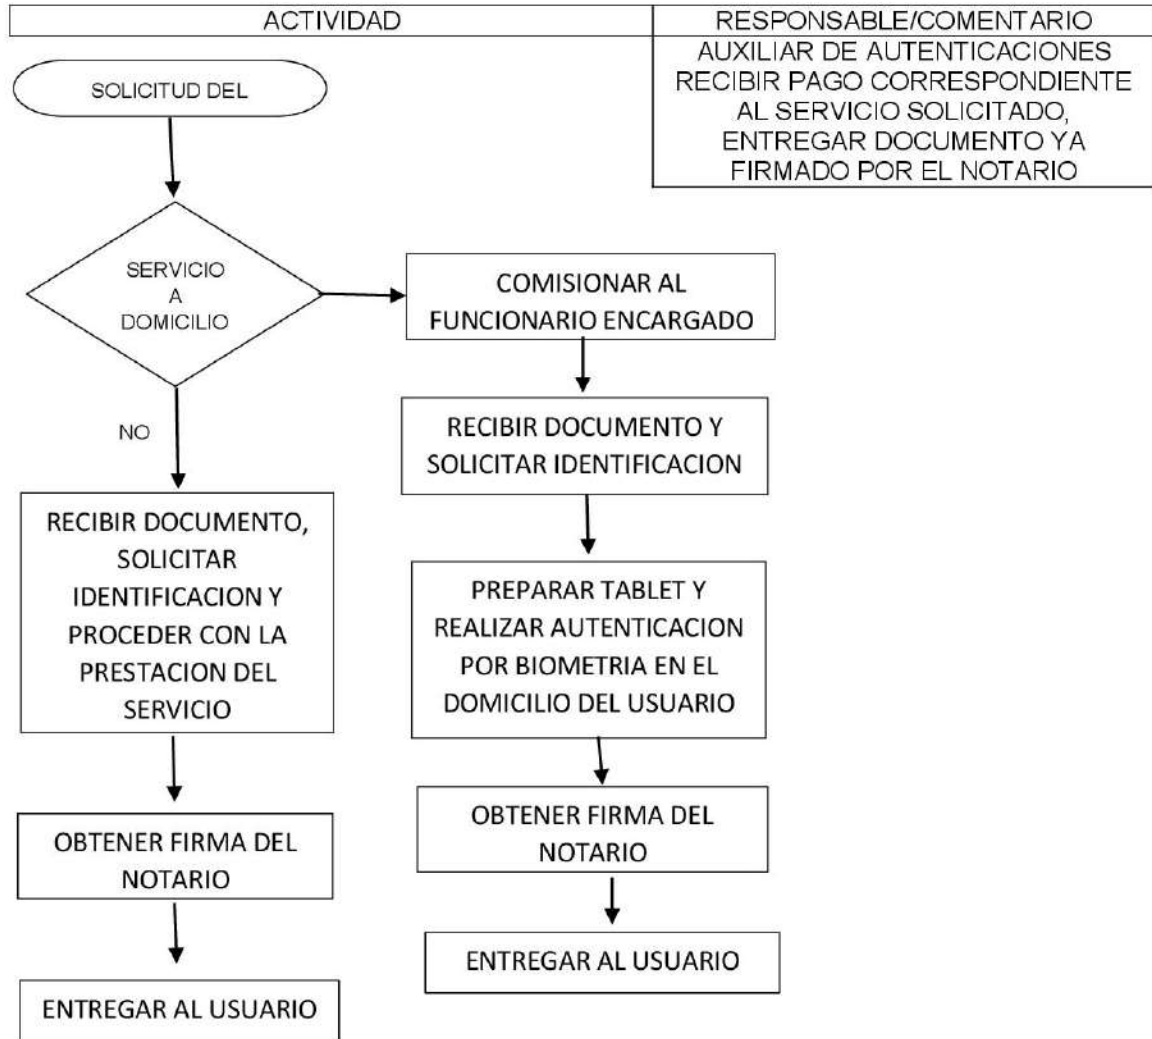 ACTIVIDAD
RESPONSABLE/COMENTARIO
AUXILIAR DE AUTENTICACIONES
RECIBIR PAGO CORRESPONDIENTE
AL SERVICIO SOLICITADO,
ENTREGAR DOCUMENTO YA
FIRMADO POR EL NOTARIO
SOLICITUD DEL
SERVICIO
A
DOMICILIO
NO
RECIBIR DOCUMENTO,
SOLICITAR
IDENTIFICACION Y
PROCEDER CON LA
PRESTACION DEL
SERVICIO
OBTENER FIRMA DEL
NOTARIO
ENTREGAR AL USUARIO
COMISIONAR AL
FUNCIONARIO ENCARGADO
RECIBIR DOCUMENTO Y
SOLICITAR IDENTIFICACION
PREPARAR TABLET Y
REALIZAR AUTENTICACION
POR BIOMETRIA EN EL
DOMICILIO DEL USUARIO
OBTENER FIRMA DEL
NOTARIO
ENTREGAR AL USUARIO